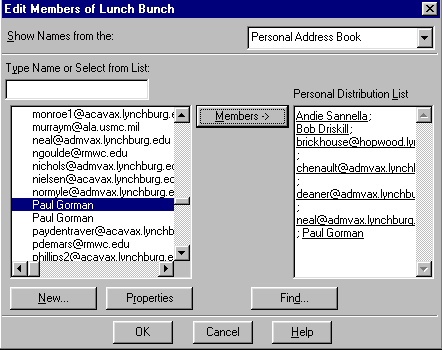 Edit Members of Lunch Bunch
Show Names from the:
Personal Address Book
Type Name or Select from List:
Personal Distribution List
Members ->
monroe1@acavax.lynchburg.e
murraym@ala.usmc.mil
neal@admvax.lynchburg.edu
ngoulde@rmwc.edu
nichols@admvax.lynchburg.ec
nielsen@acavax.lynchburg.ec
normyle@admvax.lynchburg.e
Paul Gorman
Paul Gorman
paydentraver@acavax.lynchb
pdemars@rmwc.edu
phillips2@acavax.lynchburg.e
Andie Sannella;
Bob Driskill;
brickhouse@hopwood.ly
;
chenault@admvax.lynchl
;
deaner@admvax.lynchbu
;
neal@admvax.lynchburg.
; Paul Gorman
New...
Properties
Find...
OK
Cancel
Help